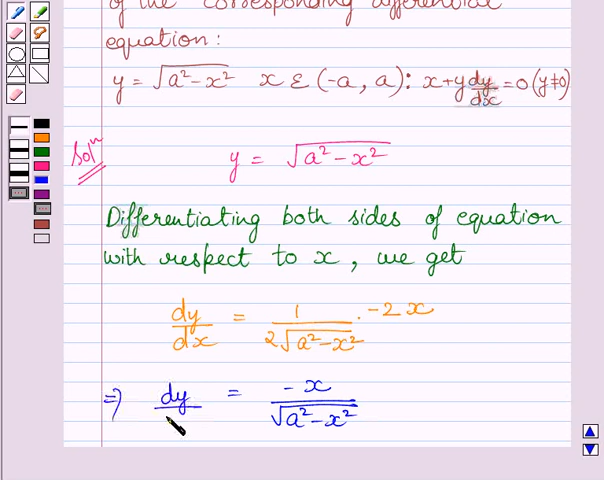 of the corresponding differential
equation:
y = √(a² - x²) x ε (-a, a): x + y dy/dx = 0 (y ≠ 0)
Solⁿ
y = √(a² - x²)
Differentiating both sides of equation
with respect to x, we get
dy/dx = 1/(2√(a² - x²)) . -2x
⇒ dy = -x/√(a² - x²)